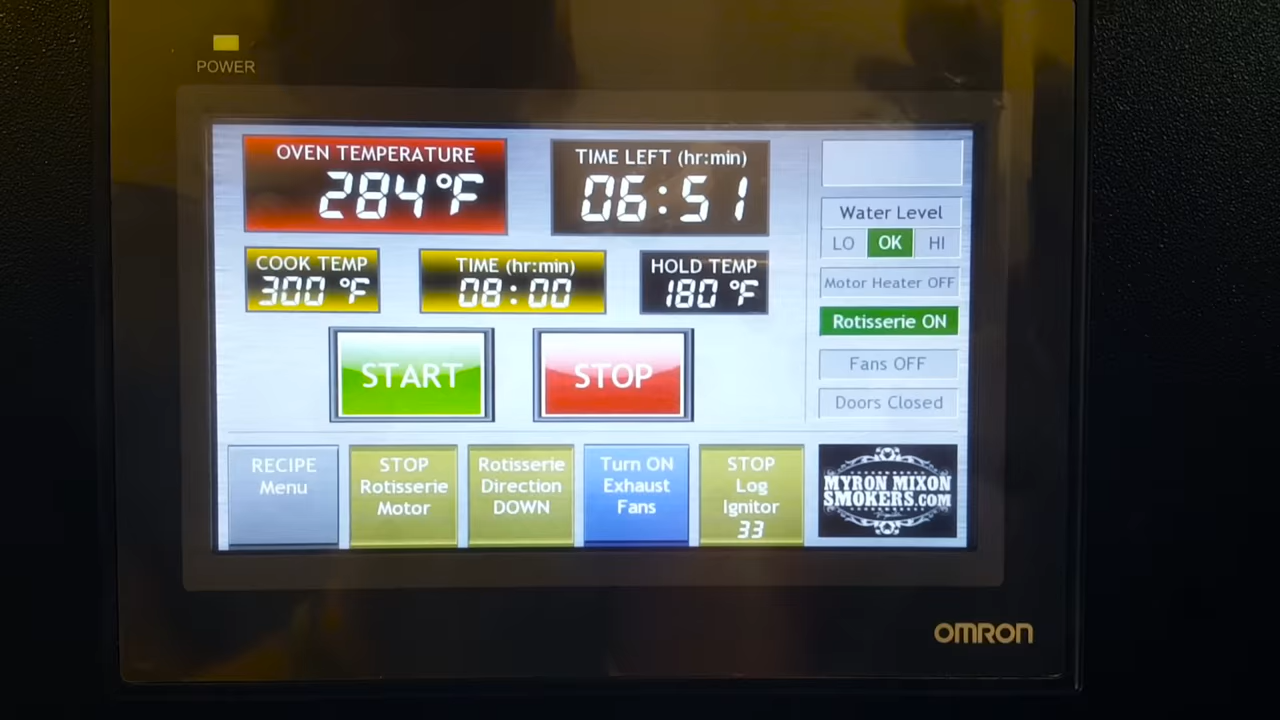 POWER
OVEN TEMPERATURE
284°F
TIME LEFT (hr:min)
06:51
COOK TEMP
300 °F
TIME (hr:min)
08:00
HOLD TEMP
180 °F
START
STOP
Water Level
LO OK HI
Motor Heater OFF
Rotisserie ON
Fans OFF
Doors Closed
RECIPE
Menu
STOP
Rotisserie
Motor
Rotisserie
Direction
DOWN
Turn ON
Exhaust
Fans
STOP
Log
Ignitor
33
MYRON MIXON
SMOKERS.COM
OMRON